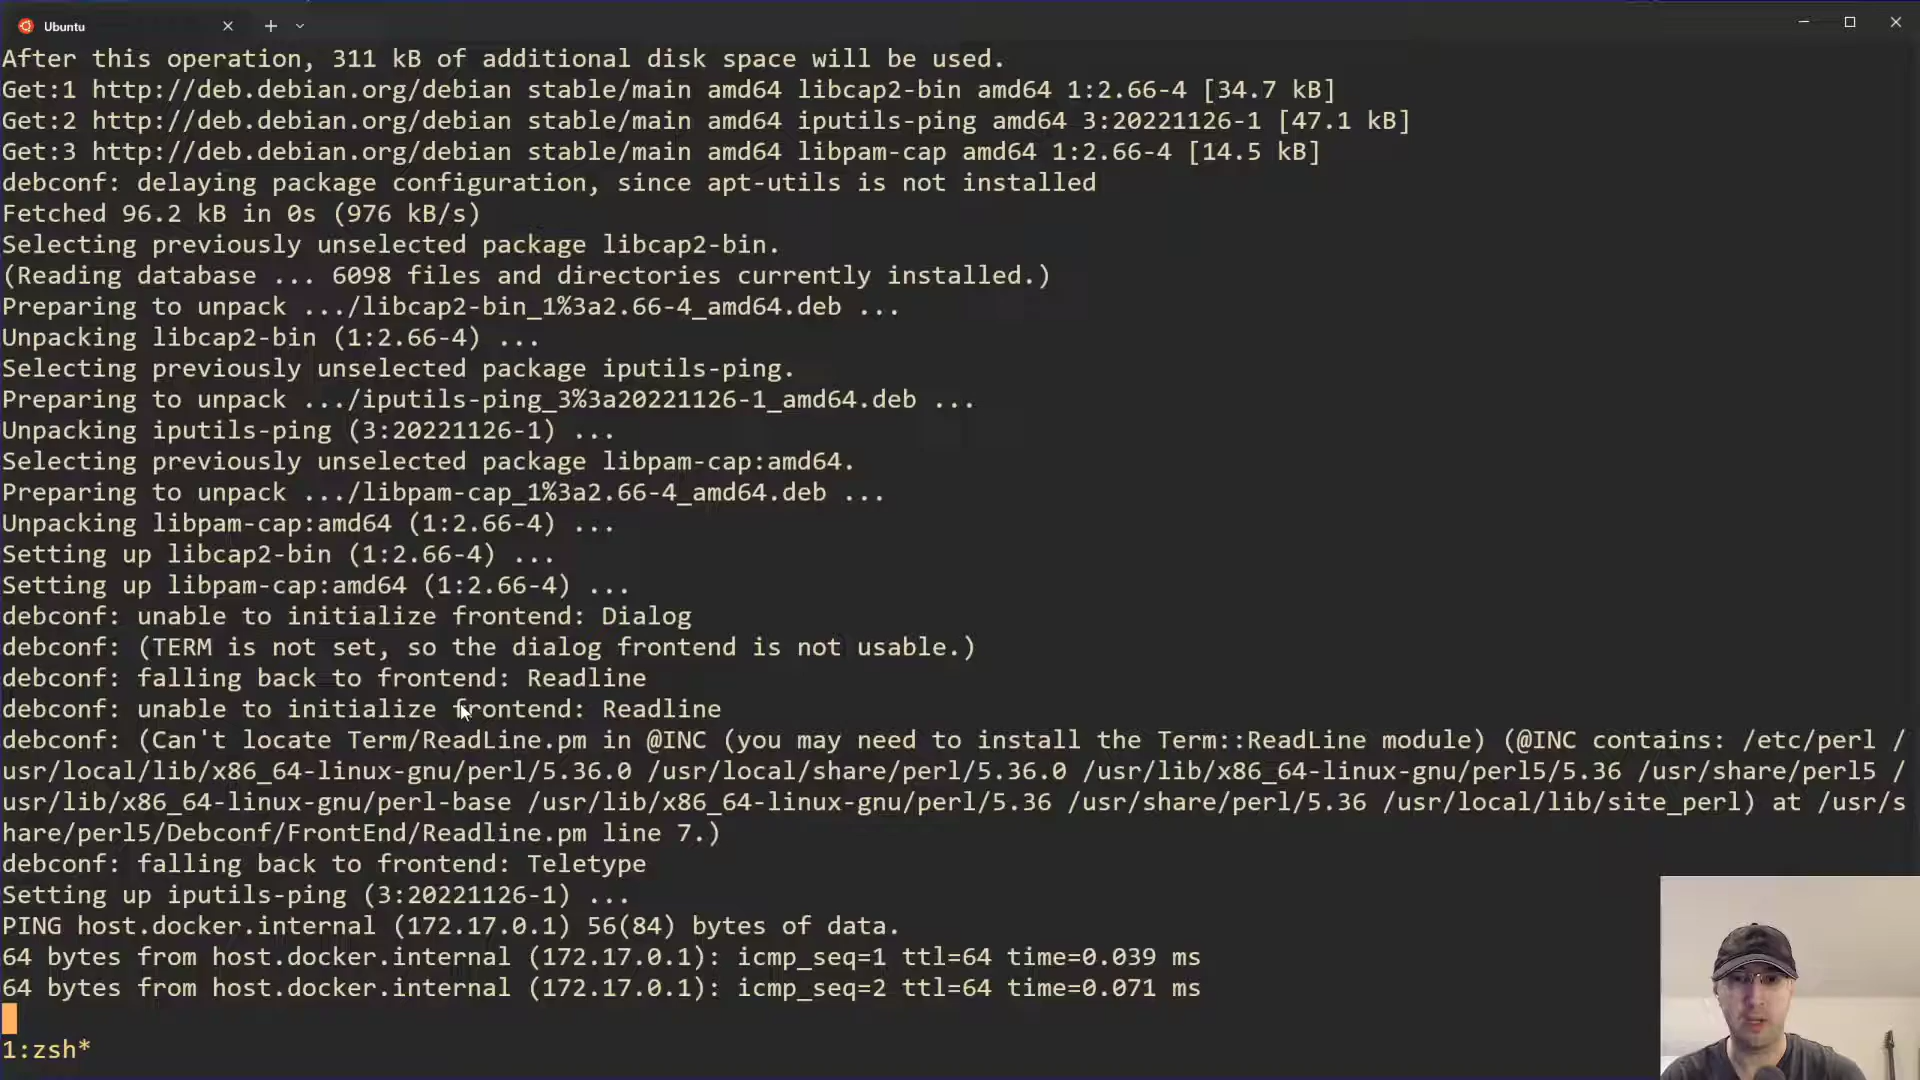 Ubuntu
After this operation, 311 kB of additional disk space will be used.
Get:1 http://deb.debian.org/debian stable/main amd64 libcap2-bin amd64 1:2.66-4 [34.7 kB]
Get:2 http://deb.debian.org/debian stable/main amd64 iputils-ping amd64 3:20221126-1 [47.1 kB]
Get:3 http://deb.debian.org/debian stable/main amd64 libpam-cap amd64 1:2.66-4 [14.5 kB]
debconf: delaying package configuration, since apt-utils is not installed
Fetched 96.2 kB in 0s (976 kB/s)
Selecting previously unselected package libcap2-bin.
(Reading database ... 6098 files and directories currently installed.)
Preparing to unpack .../libcap2-bin_1%3a2.66-4_amd64.deb ...
Unpacking libcap2-bin (1:2.66-4) ...
Selecting previously unselected package iputils-ping.
Preparing to unpack .../iputils-ping_3%3a20221126-1_amd64.deb ...
Unpacking iputils-ping (3:20221126-1) ...
Selecting previously unselected package libpam-cap:amd64.
Preparing to unpack .../libpam-cap_1%3a2.66-4_amd64.deb ...
Unpacking libpam-cap:amd64 (1:2.66-4) ...
Setting up libcap2-bin (1:2.66-4) ...
Setting up libpam-cap:amd64 (1:2.66-4) ...
debconf: unable to initialize frontend: Dialog
debconf: (TERM is not set, so the dialog frontend is not usable.)
debconf: falling back to frontend: Readline
debconf: unable to initialize frontend: Readline
debconf: (Can't locate Term/ReadLine.pm in @INC (you may need to install the Term::ReadLine module) (@INC contains: /etc/perl /
usr/local/lib/x86_64-linux-gnu/perl/5.36.0 /usr/local/share/perl/5.36.0 /usr/lib/x86_64-linux-gnu/perl5/5.36 /usr/share/perl5 /
usr/lib/x86_64-linux-gnu/perl-base /usr/lib/x86_64-linux-gnu/perl/5.36 /usr/share/perl/5.36 /usr/local/lib/site_perl) at /usr/s
hare/perl5/Debconf/FrontEnd/Readline.pm line 7.)
debconf: falling back to frontend: Teletype
Setting up iputils-ping (3:20221126-1) ...
PING host.docker.internal (172.17.0.1) 56(84) bytes of data.
64 bytes from host.docker.internal (172.17.0.1): icmp_seq=1 ttl=64 time=0.039 ms
64 bytes from host.docker.internal (172.17.0.1): icmp_seq=2 ttl=64 time=0.071 ms
1:zsh*